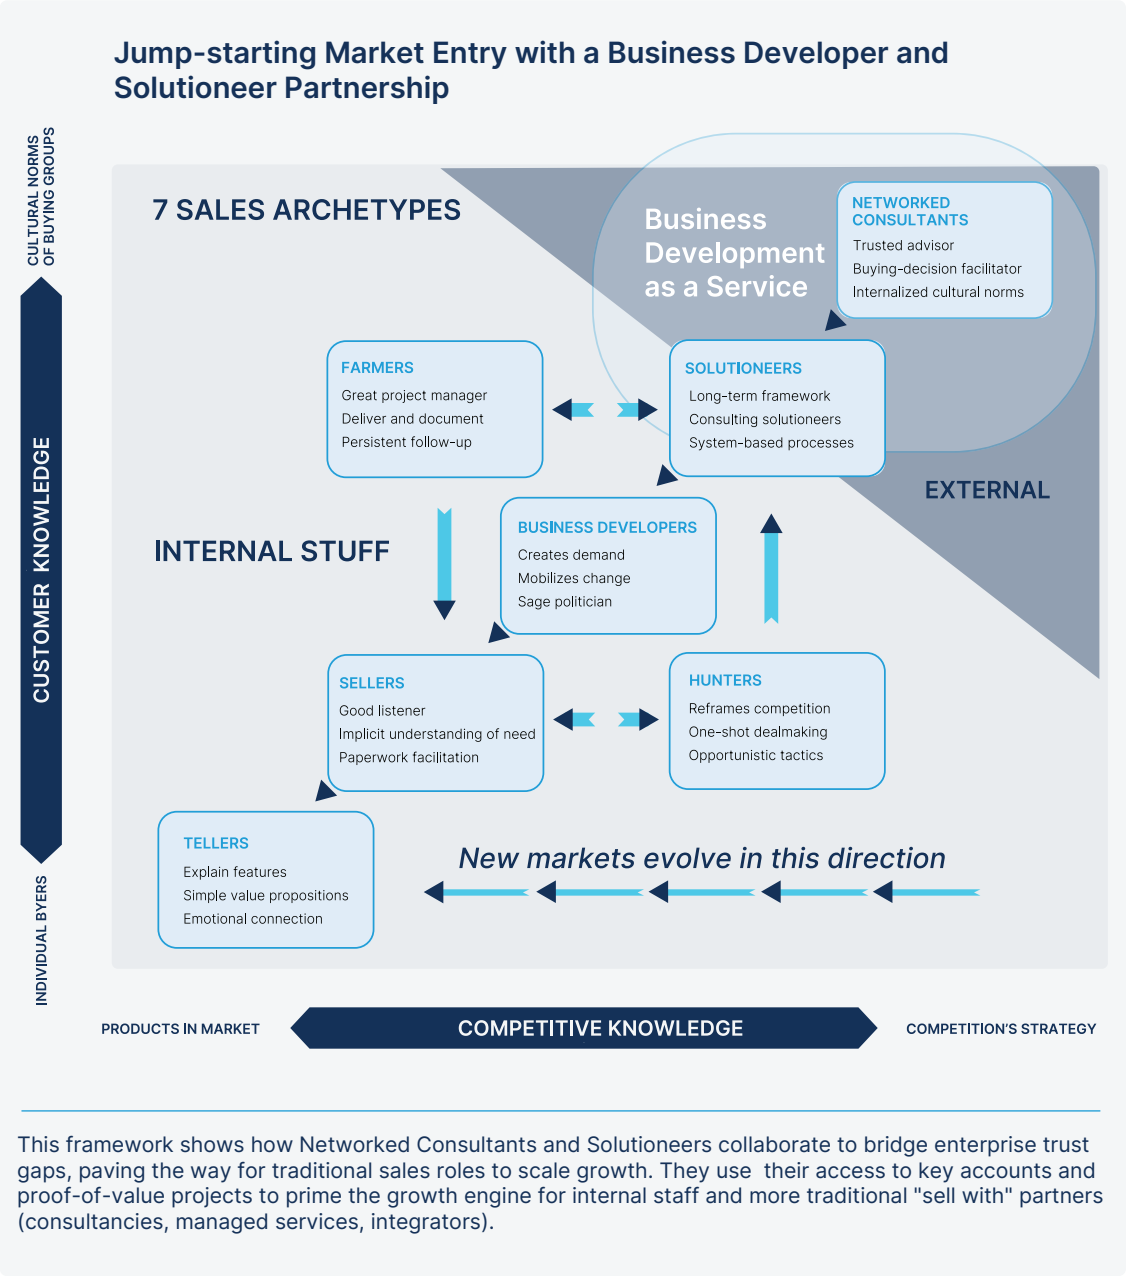 Jump-starting Market Entry with a Business Developer and
Solutioneer Partnership
CULTURAL NORMS
OF BUYING GROUPS
CUSTOMER KNOWLEDGE
INDIVIDUAL BYERS
7 SALES ARCHETYPES
Business
Development
as a Service
NETWORKED
CONSULTANTS
Trusted advisor
Buying-decision facilitator
Internalized cultural norms
FARMERS
Great project manager
Deliver and document
Persistent follow-up
SOLUTIONEERS
Long-term framework
Consulting solutioneers
System-based processes
EXTERNAL
INTERNAL STUFF
BUSINESS DEVELOPERS
Creates demand
Mobilizes change
Sage politician
SELLERS
Good listener
Implicit understanding of need
Paperwork facilitation
HUNTERS
Reframes competition
One-shot dealmaking
Opportunistic tactics
TELLERS
Explain features
Simple value propositions
Emotional connection
New markets evolve in this direction
PRODUCTS IN MARKET
COMPETITIVE KNOWLEDGE
COMPETITION'S STRATEGY
This framework shows how Networked Consultants and Solutioneers collaborate to bridge enterprise trust
gaps, paving the way for traditional sales roles to scale growth. They use  their access to key accounts and
proof-of-value projects to prime the growth engine for internal staff and more traditional "sell with" partners
(consultancies, managed services, integrators).